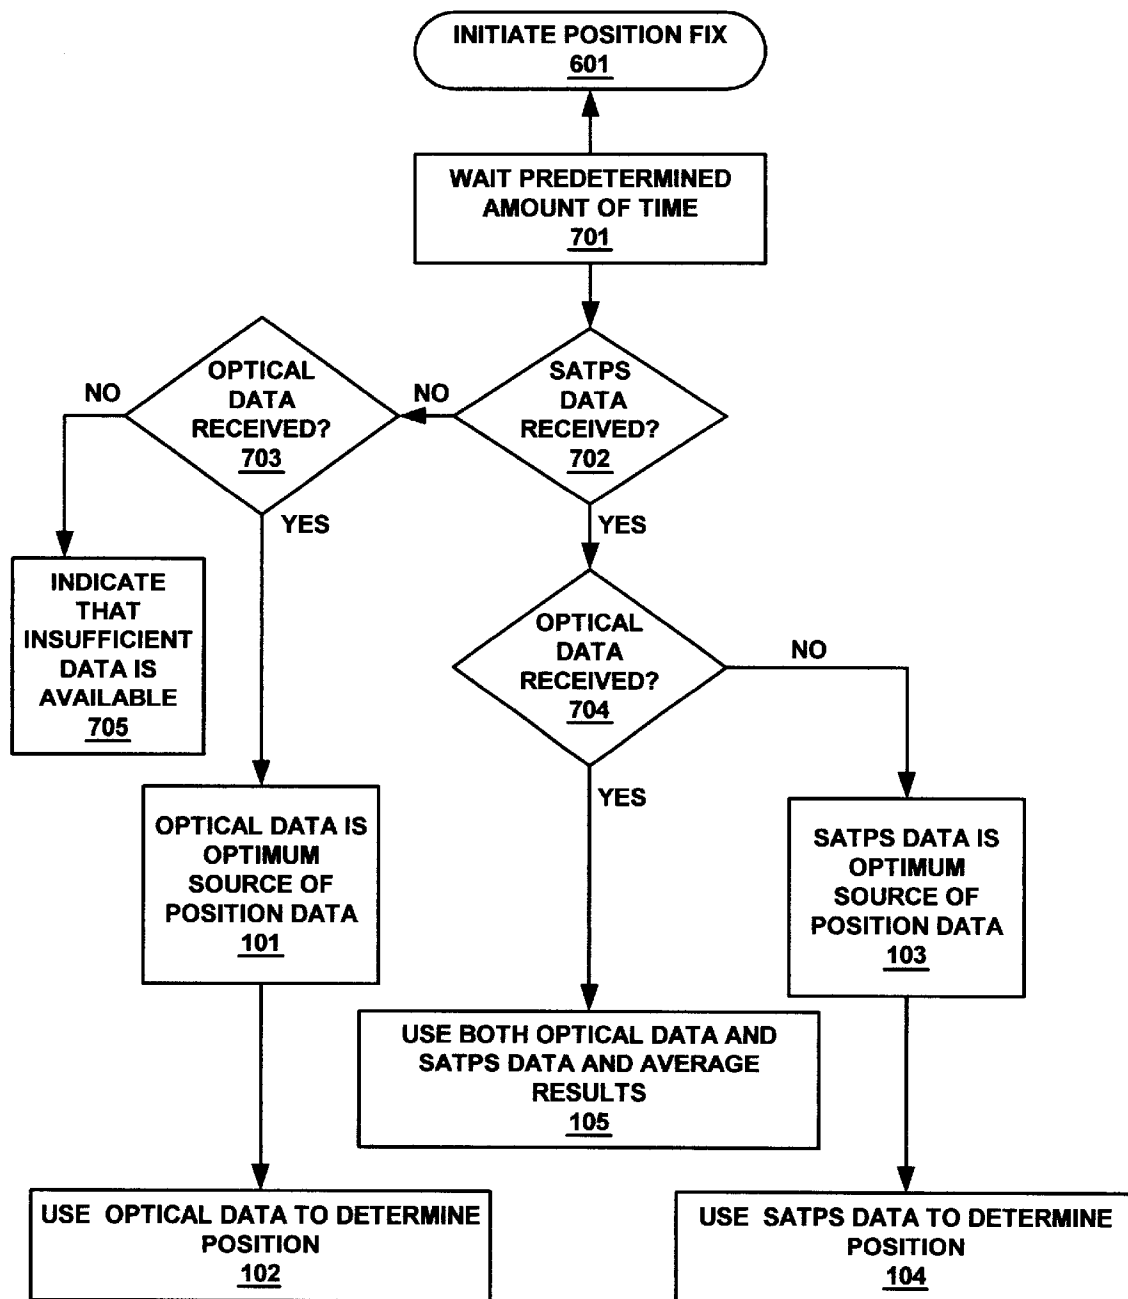 INITIATE POSITION FIX
601
WAIT PREDETERMINED
AMOUNT OF TIME
701
OPTICAL
DATA
RECEIVED?
703
NO
NO
SATPS
DATA
RECEIVED?
702
YES
YES
INDICATE
THAT
INSUFFICIENT
DATA IS
AVAILABLE
705
OPTICAL
DATA
RECEIVED?
704
NO
YES
OPTICAL DATA IS
OPTIMUM
SOURCE OF
POSITION DATA
101
SATPS DATA IS
OPTIMUM
SOURCE OF
POSITION DATA
103
USE BOTH OPTICAL DATA AND
SATPS DATA AND AVERAGE
RESULTS
105
USE OPTICAL DATA TO DETERMINE
POSITION
102
USE SATPS DATA TO DETERMINE
POSITION
104